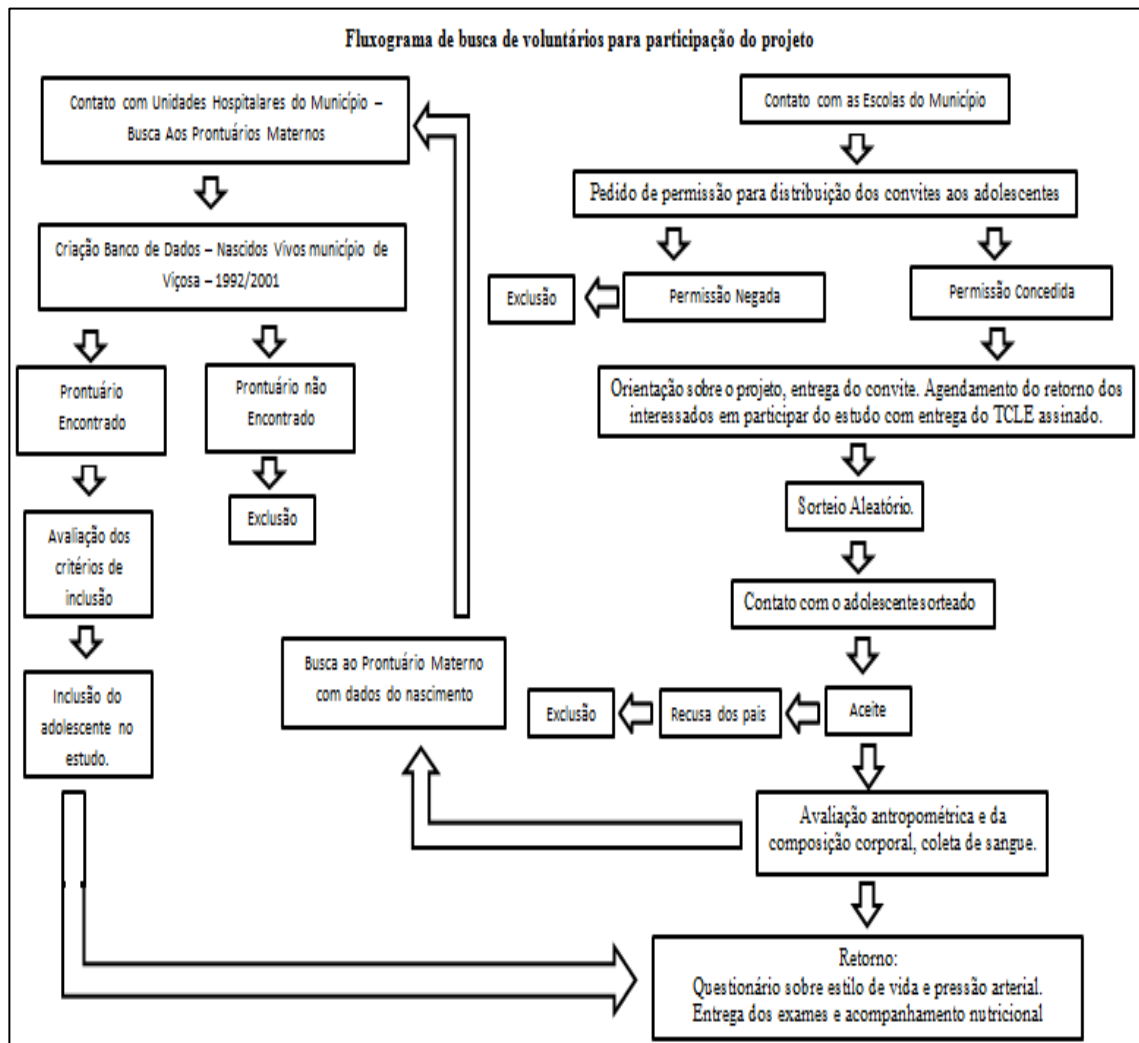 Fluxograma de busca de voluntários para participação do projeto
Contato com Unidades Hospitalares do Município –
Busca Aos Prontuários Maternos
Criação Banco de Dados – Nascidos Vivos município de
Viçosa – 1992/2001
Prontuário
Encontrado
Prontuário não
Encontrado
Exclusão
Avaliação dos
critérios de
inclusão
Inclusão do
adolescente no
estudo.
Busca ao Prontuário Materno
com dados do nascimento
Contato com as Escolas do Município
Pedido de permissão para distribuição dos convites aos adolescentes
Exclusão
Permissão Negada
Permissão Concedida
Orientação sobre o projeto, entrega do convite. Agendamento do retorno dos
interessados em participar do estudo com entrega do TCLE assinado.
Sorteio Aleatório.
Contato com o adolescente sorteado
Exclusão
Recusa dos pais
Aceite
Avaliação antropométrica e da
composição corporal, coleta de sangue.
Retorno:
Questionário sobre estilo de vida e pressão arterial.
Entrega dos exames e acompanhamento nutricional